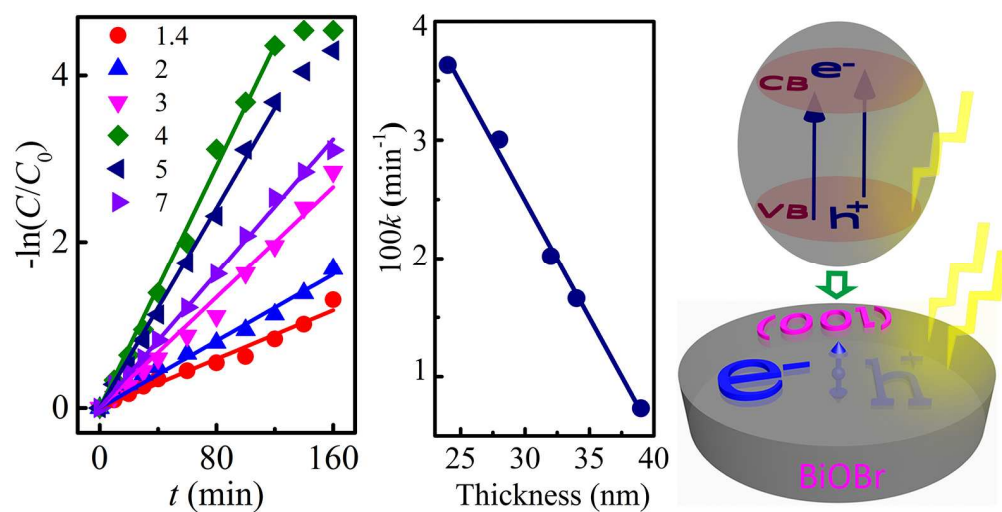 -ln(C/C₀)
4
2
0
1.4
2
3
4
5
7
0 80 160
t (min)
100k (min⁻¹)
4
3
2
1
25 30 35 40
Thickness (nm)
CB e⁻
VB h⁺
(001)
e⁻ h⁺
BiOBr